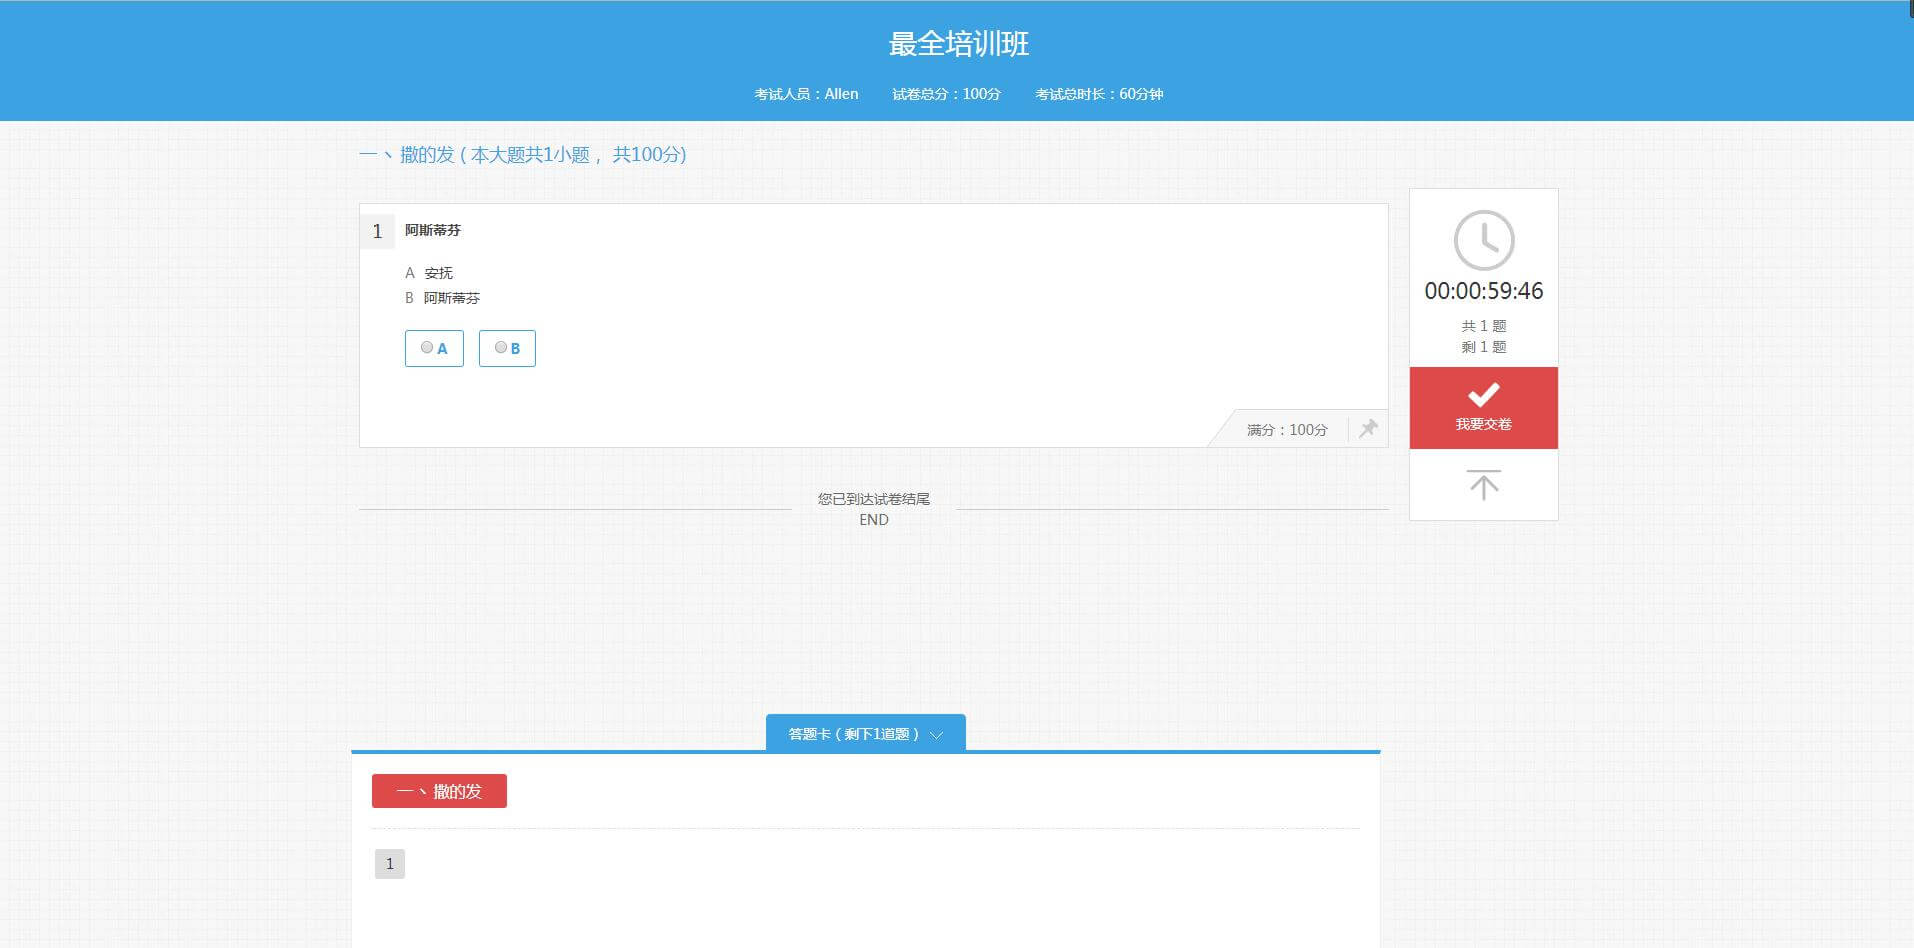 最全培训班
考试人员：Allen 试卷总分：100分 考试总时长：60分钟
一、撒的发 ( 本大题共1小题 ，共100分)
1 阿斯蒂芬
A 安抚
B 阿斯蒂芬
A B
满分：100分
00:00:59:46
共 1 题
剩 1 题
我要交卷
您已到达试卷结尾
END
答题卡 ( 剩下1道题 )
一、撒的发
1